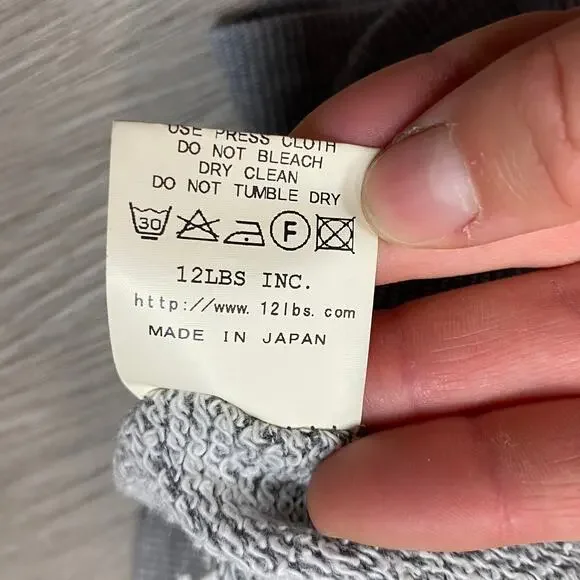 USE PRESS CLOTH
DO NOT BLEACH
DRY CLEAN
DO NOT TUMBLE DRY
30 F
12LBS INC.
http://www.12lbs.com
MADE IN JAPAN